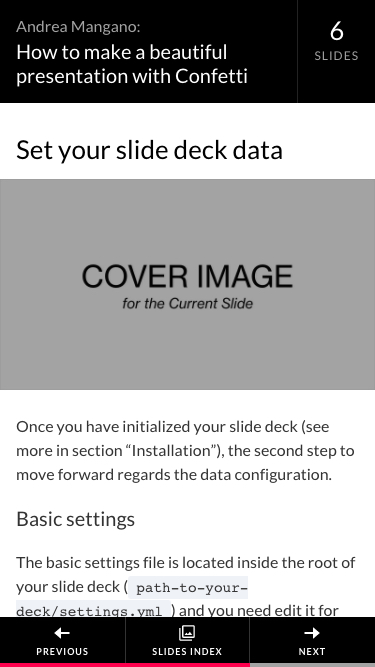 Andrea Mangano:
How to make a beautiful
presentation with Confetti
6
SLIDES
Set your slide deck data
COVER IMAGE
for the Current Slide
Once you have initialized your slide deck (see
more in section “Installation”), the second step to
move forward regards the data configuration.
Basic settings
The basic settings file is located inside the root of
your slide deck ( path-to-your-
deck/settings.yml ) and you need edit it for
PREVIOUS
SLIDES INDEX
NEXT